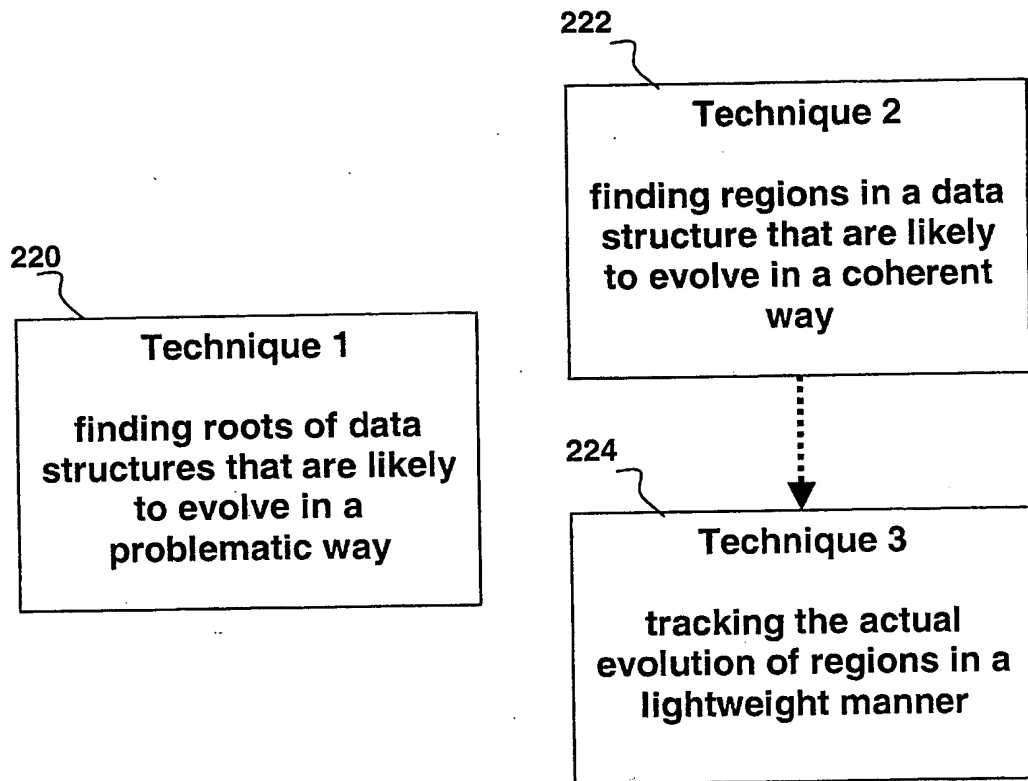 220
Technique 1
finding roots of data
structures that are likely
to evolve in a
problematic way
222
Technique 2
finding regions in a data
structure that are likely
to evolve in a coherent
way
224
Technique 3
tracking the actual
evolution of regions in a
lightweight manner